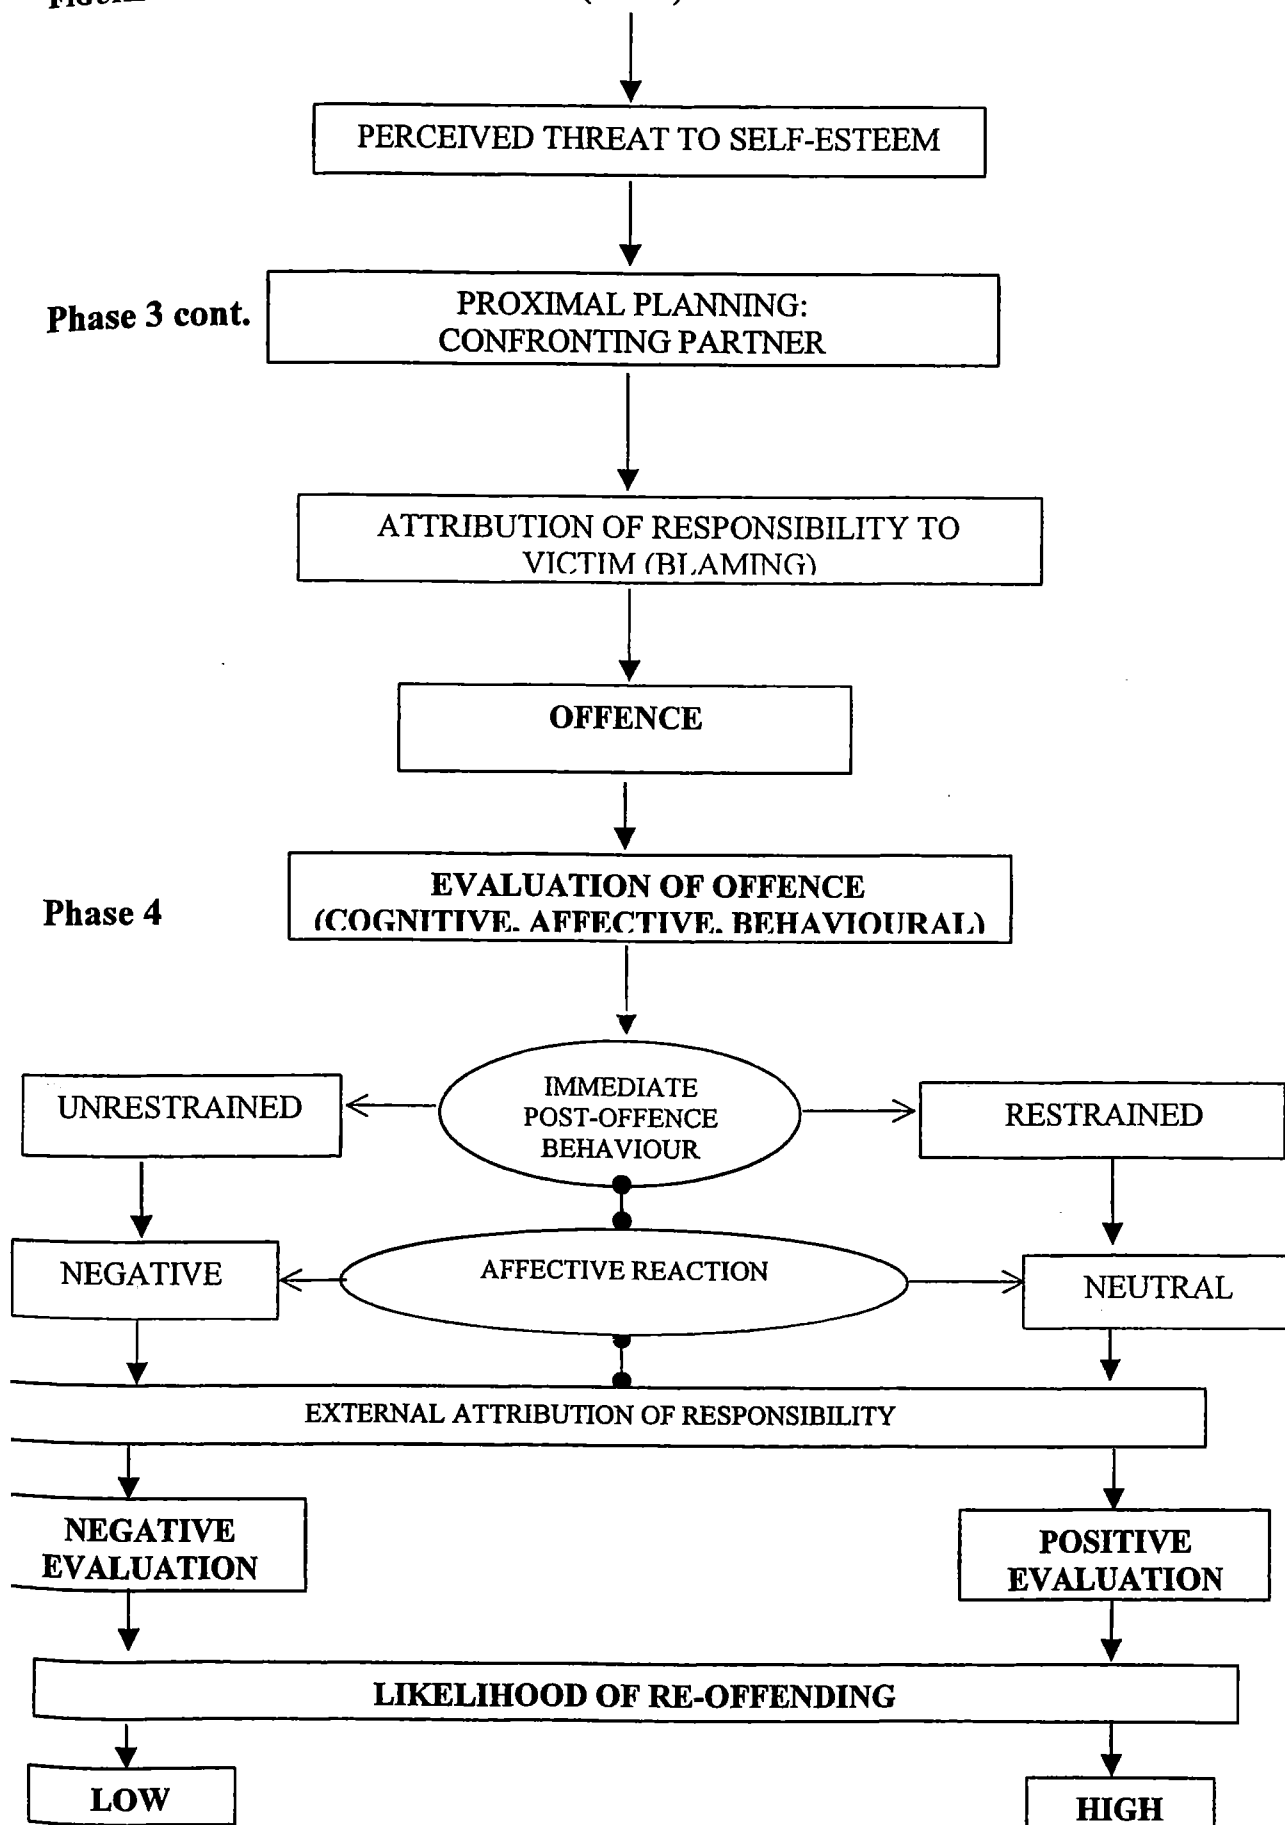 PERCEIVED THREAT TO SELF-ESTEEM
Phase 3 cont.
PROXIMAL PLANNING:
CONFRONTING PARTNER
ATTRIBUTION OF RESPONSIBILITY TO
VICTIM (BLAMING)
OFFENCE
Phase 4
EVALUATION OF OFFENCE
(COGNITIVE, AFFECTIVE, BEHAVIOURAL)
UNRESTRAINED
IMMEDIATE
POST-OFFENCE
BEHAVIOUR
RESTRAINED
NEGATIVE
AFFECTIVE REACTION
NEUTRAL
EXTERNAL ATTRIBUTION OF RESPONSIBILITY
NEGATIVE
EVALUATION
POSITIVE
EVALUATION
LIKELIHOOD OF RE-OFFENDING
LOW
HIGH